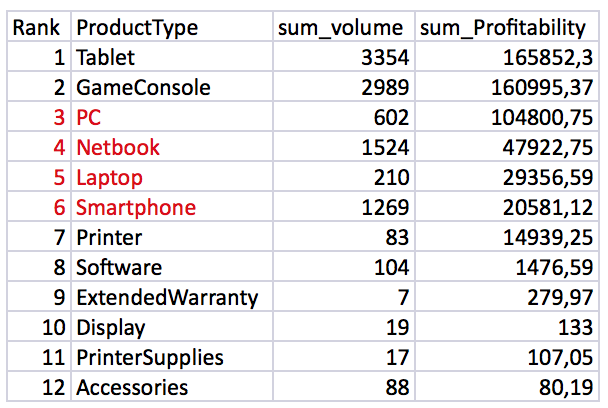 Rank ProductType sum_volume sum_Profitability
1 Tablet 3354 165852,3
2 GameConsole 2989 160995,37
3 PC 602 104800,75
4 Netbook 1524 47922,75
5 Laptop 210 29356,59
6 Smartphone 1269 20581,12
7 Printer 83 14939,25
8 Software 104 1476,59
9 ExtendedWarranty 7 279,97
10 Display 19 133
11 PrinterSupplies 17 107,05
12 Accessories 88 80,19